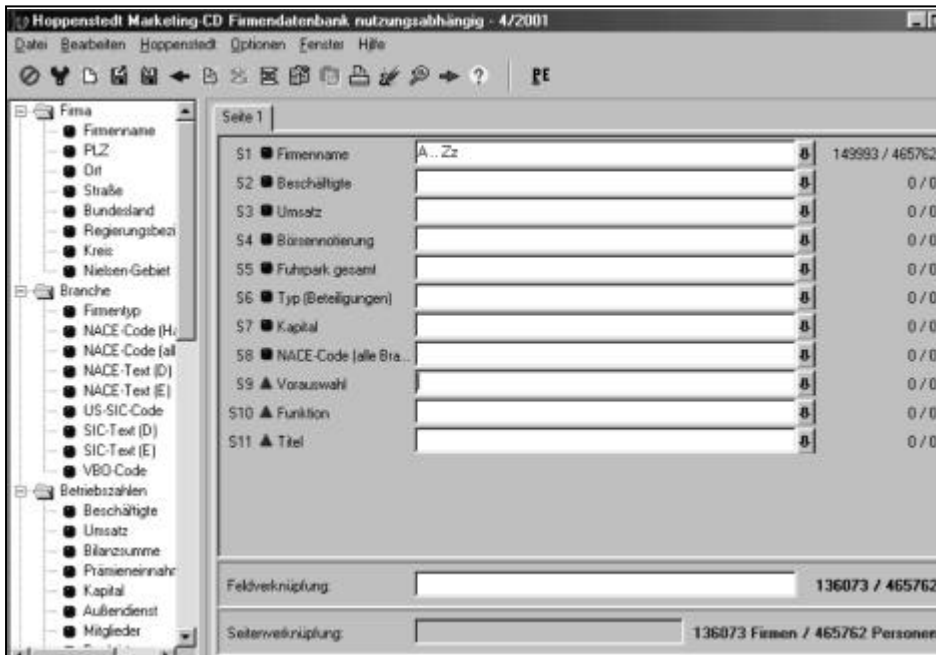 Hoppenstedt Marketing-CD Firmendatenbank nutzungsabhängig - 4/2001
Datei Bearbeiten Hoppenstedt Optionen Fenster Hilfe
PE
Firma
Firmenname
PLZ
Ort
Straße
Bundesland
Regierungsbezi
Kreis
Nielsen-Gebiet
Branche
Firmentyp
NACE-Code (Ha
NACE-Code (all
NACE-Text (D)
NACE-Text (E)
US-SIC-Code
SIC-Text (D)
SIC-Text (E)
VBO-Code
Betriebszahlen
Beschäftigte
Umsatz
Bilanzsumme
Prämieneinnahr
Kapital
Außendienst
Mitglieder
Seite 1
S1 Firmenname A .. Zz 149993 / 465762
S2 Beschäftigte 0 / 0
S3 Umsatz 0 / 0
S4 Börsennotierung 0 / 0
S5 Fuhrpark gesamt 0 / 0
S6 Typ (Beteiligungen) 0 / 0
S7 Kapital 0 / 0
S8 NACE-Code (alle Bra... 0 / 0
S9 Vorauswahl 0 / 0
S10 Funktion 0 / 0
S11 Titel 0 / 0
Feldverknüpfung: 136073 / 465762
Seitenverknüpfung: 136073 Firmen / 465762 Personen